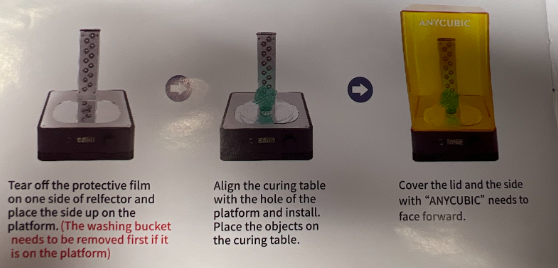 ANYCUBIC
Tear off the protective film
on one side of relfector and
place the side up on the
platform. (The washing bucket
needs to be removed first if it
is on the platform)
Align the curing table
with the hole of the
platform and install.
Place the objects on
the curing table.
Cover the lid and the side
with “ANYCUBIC” needs to
face forward.